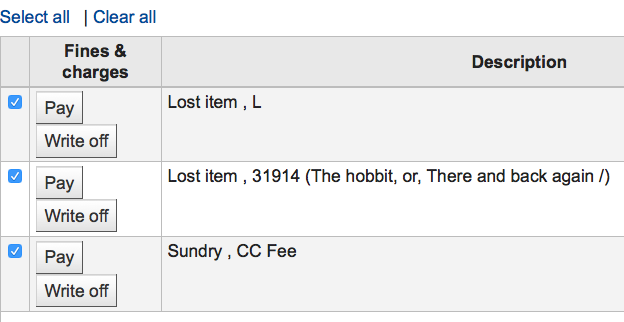 Select all | Clear all
Fines &
charges
Description
Pay
Write off
Lost item , L
Pay
Write off
Lost item , 31914 (The hobbit, or, There and back again /)
Pay
Write off
Sundry , CC Fee